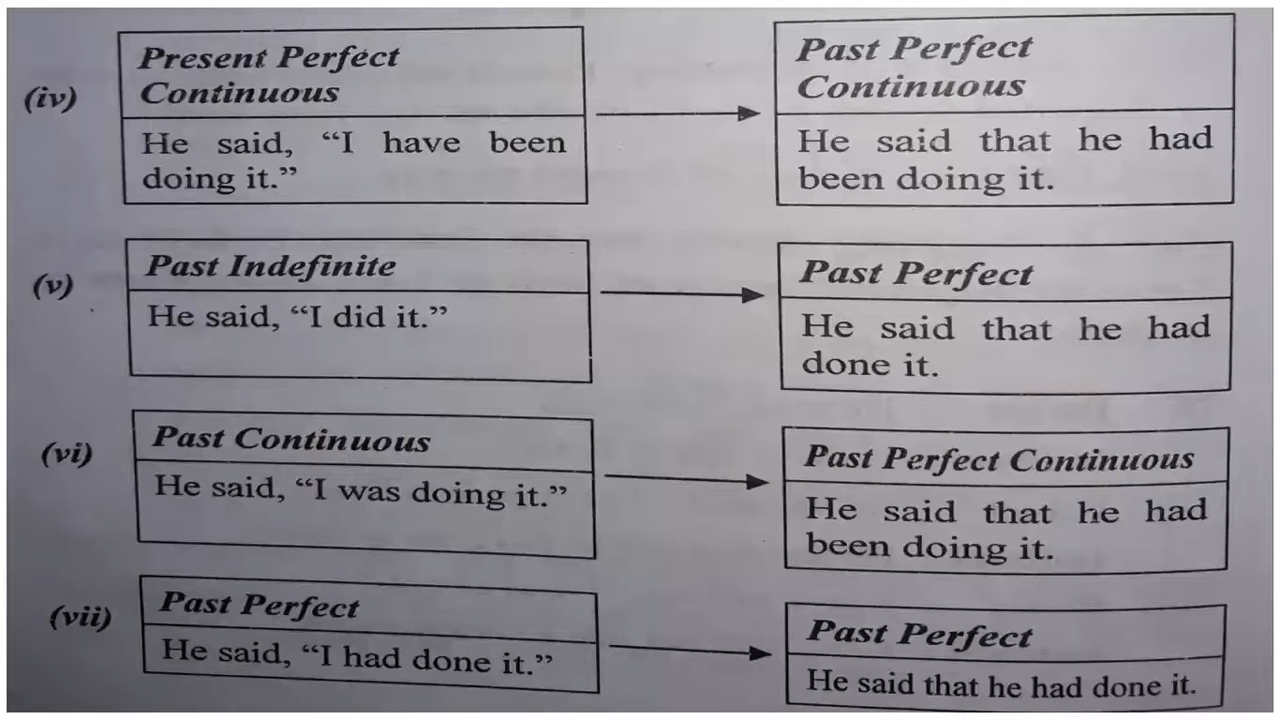 (iv)
Present Perfect
Continuous
He said, “I have been
doing it.”
Past Perfect
Continuous
He said that he had
been doing it.
(v)
Past Indefinite
He said, “I did it.”
Past Perfect
He said that he had
done it.
(vi)
Past Continuous
He said, “I was doing it.”
Past Perfect Continuous
He said that he had
been doing it.
(vii)
Past Perfect
He said, “I had done it.”
Past Perfect
He said that he had done it.